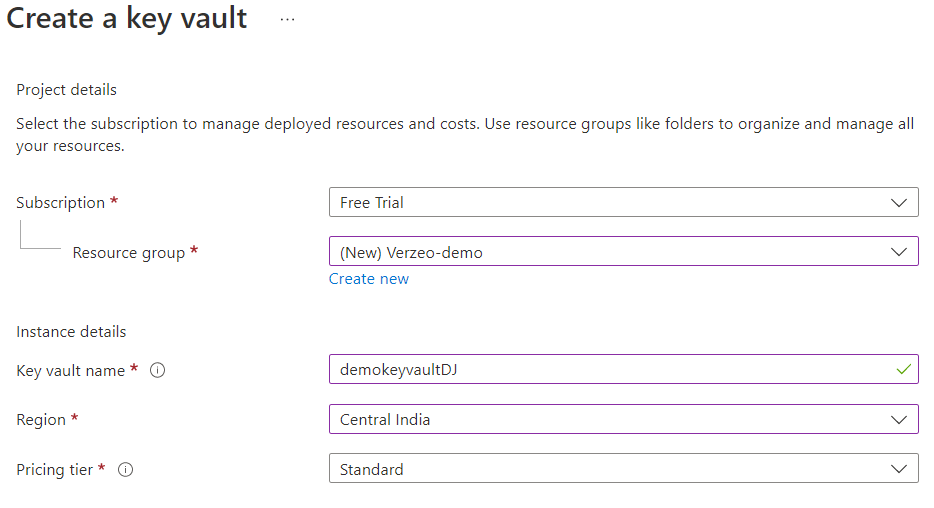 Create a key vault ...
Project details
Select the subscription to manage deployed resources and costs. Use resource groups like folders to organize and manage all
your resources.
Subscription * Free Trial
Resource group * (New) Verzeo-demo
Create new
Instance details
Key vault name * demokeyvaultDJ
Region * Central India
Pricing tier * Standard